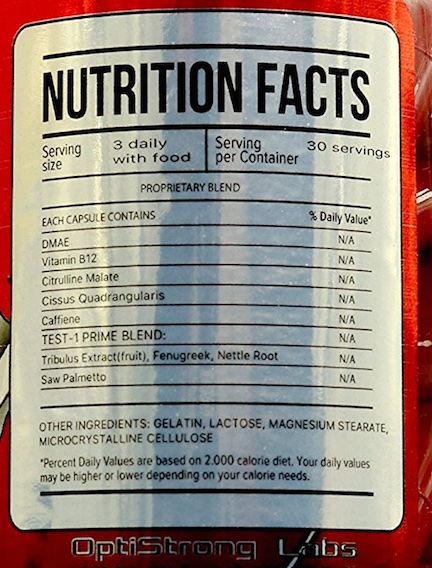 NUTRITION FACTS
Serving size 3 daily with food Serving per Container 30 servings
PROPRIETARY BLEND
EACH CAPSULE CONTAINS % Daily Value*
DMAE N/A
Vitamin B12 N/A
Citrulline Malate N/A
Cissus Quadrangularis N/A
Caffiene N/A
TEST-1 PRIME BLEND: N/A
Tribulus Extract(fruit), Fenugreek, Nettle Root N/A
Saw Palmetto N/A
OTHER INGREDIENTS: GELATIN, LACTOSE, MAGNESIUM STEARATE,
MICROCRYSTALLINE CELLULOSE
*Percent Daily Values are based on 2.000 calorie diet. Your daily values
may be higher or lower depending on your calorie needs.
OptiStrong Labs